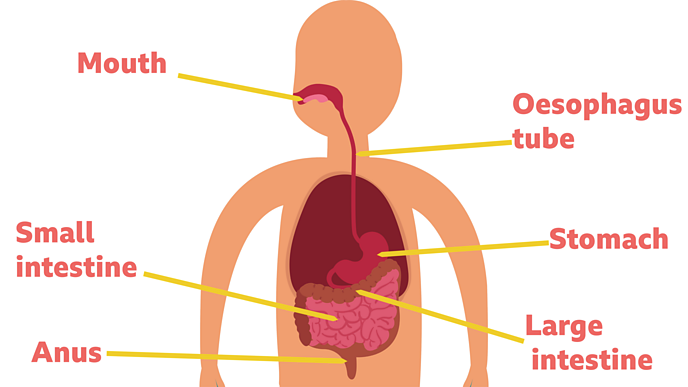 Mouth
Oesophagus
tube
Small
intestine
Stomach
Large
intestine
Anus